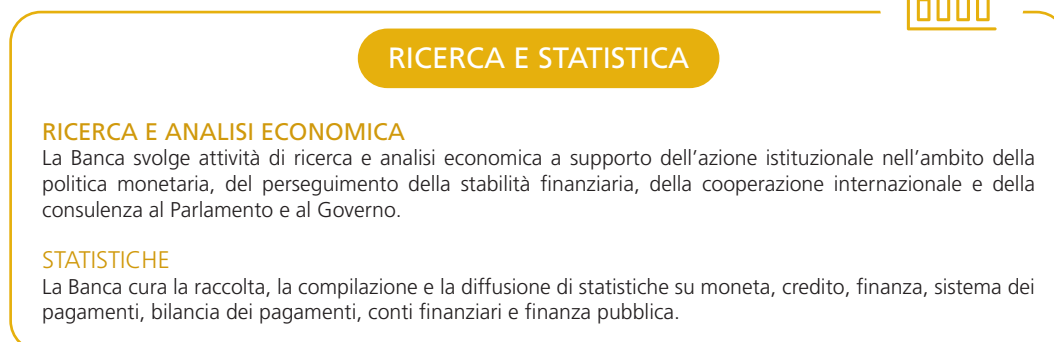 RICERCA E STATISTICA
RICERCA E ANALISI ECONOMICA
La Banca svolge attività di ricerca e analisi economica a supporto dell’azione istituzionale nell’ambito della
politica monetaria, del perseguimento della stabilità finanziaria, della cooperazione internazionale e della
consulenza al Parlamento e al Governo.
STATISTICHE
La Banca cura la raccolta, la compilazione e la diffusione di statistiche su moneta, credito, finanza, sistema dei
pagamenti, bilancia dei pagamenti, conti finanziari e finanza pubblica.